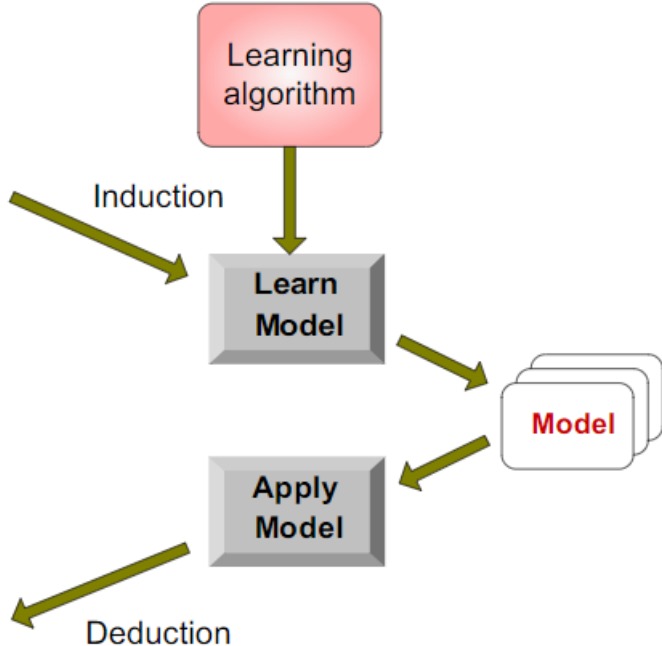 Learning
algorithm
Induction
Learn
Model
Model
Apply
Model
Deduction